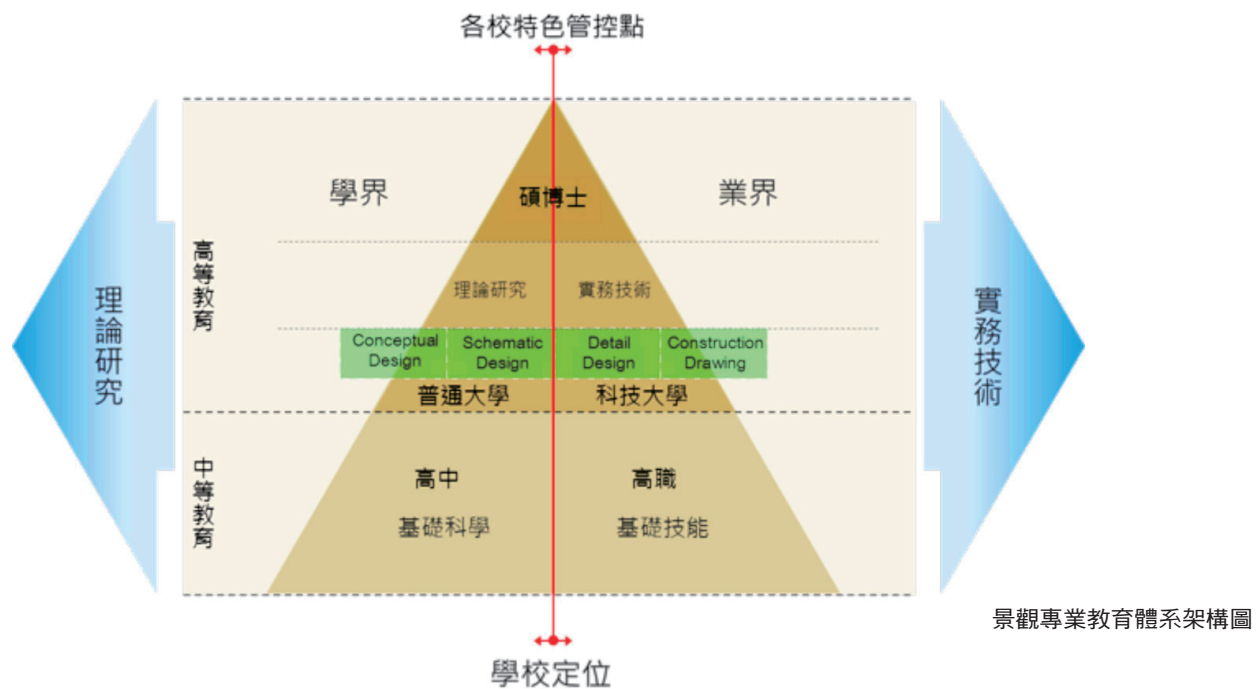 各校特色管控點
學界
業界
碩博士
高等教育
理論研究
實務技術
理論研究
實務技術
Conceptual
Design
Schematic
Design
Detail
Design
Construction
Drawing
普通大學
科技大學
中等教育
高中
高職
基礎科學
基礎技能
景觀專業教育體系架構圖
學校定位